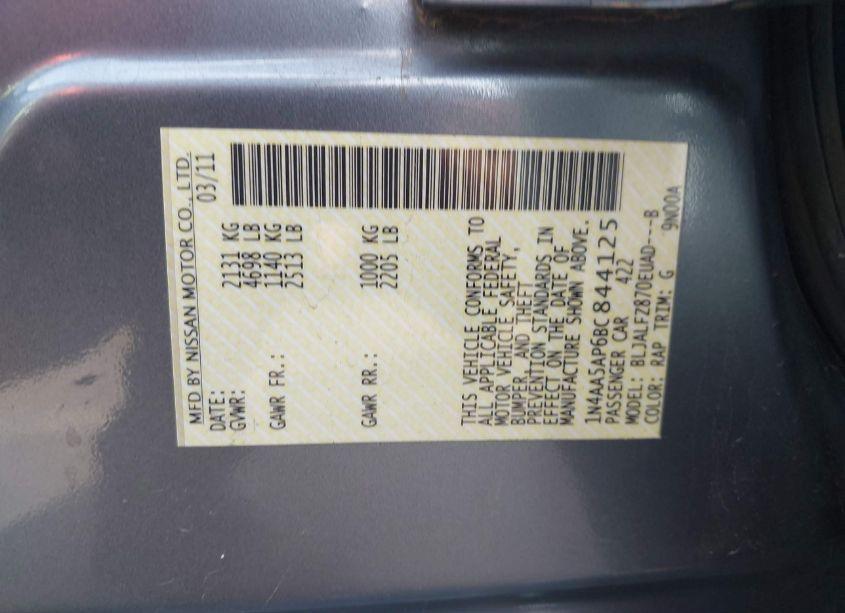 MFD BY NISSAN MOTOR CO., LTD.
DATE: 03/11
GVWR: 2131 KG
4698 LB
GAWR FR.: 1140 KG
2513 LB
GAWR RR.: 1000 KG
2205 LB
THIS VEHICLE CONFORMS TO
ALL APPLICABLE FEDERAL
MOTOR VEHICLE SAFETY,
BUMPER, AND THEFT
PREVENTION STANDARDS IN
EFFECT ON THE DATE OF
MANUFACTURE SHOWN ABOVE.
1N4AA5AP6BC844125
PASSENGER CAR 422
MODEL: BLJALFZ870EUAD---B
COLOR: RAP TRIM: G 9N00A